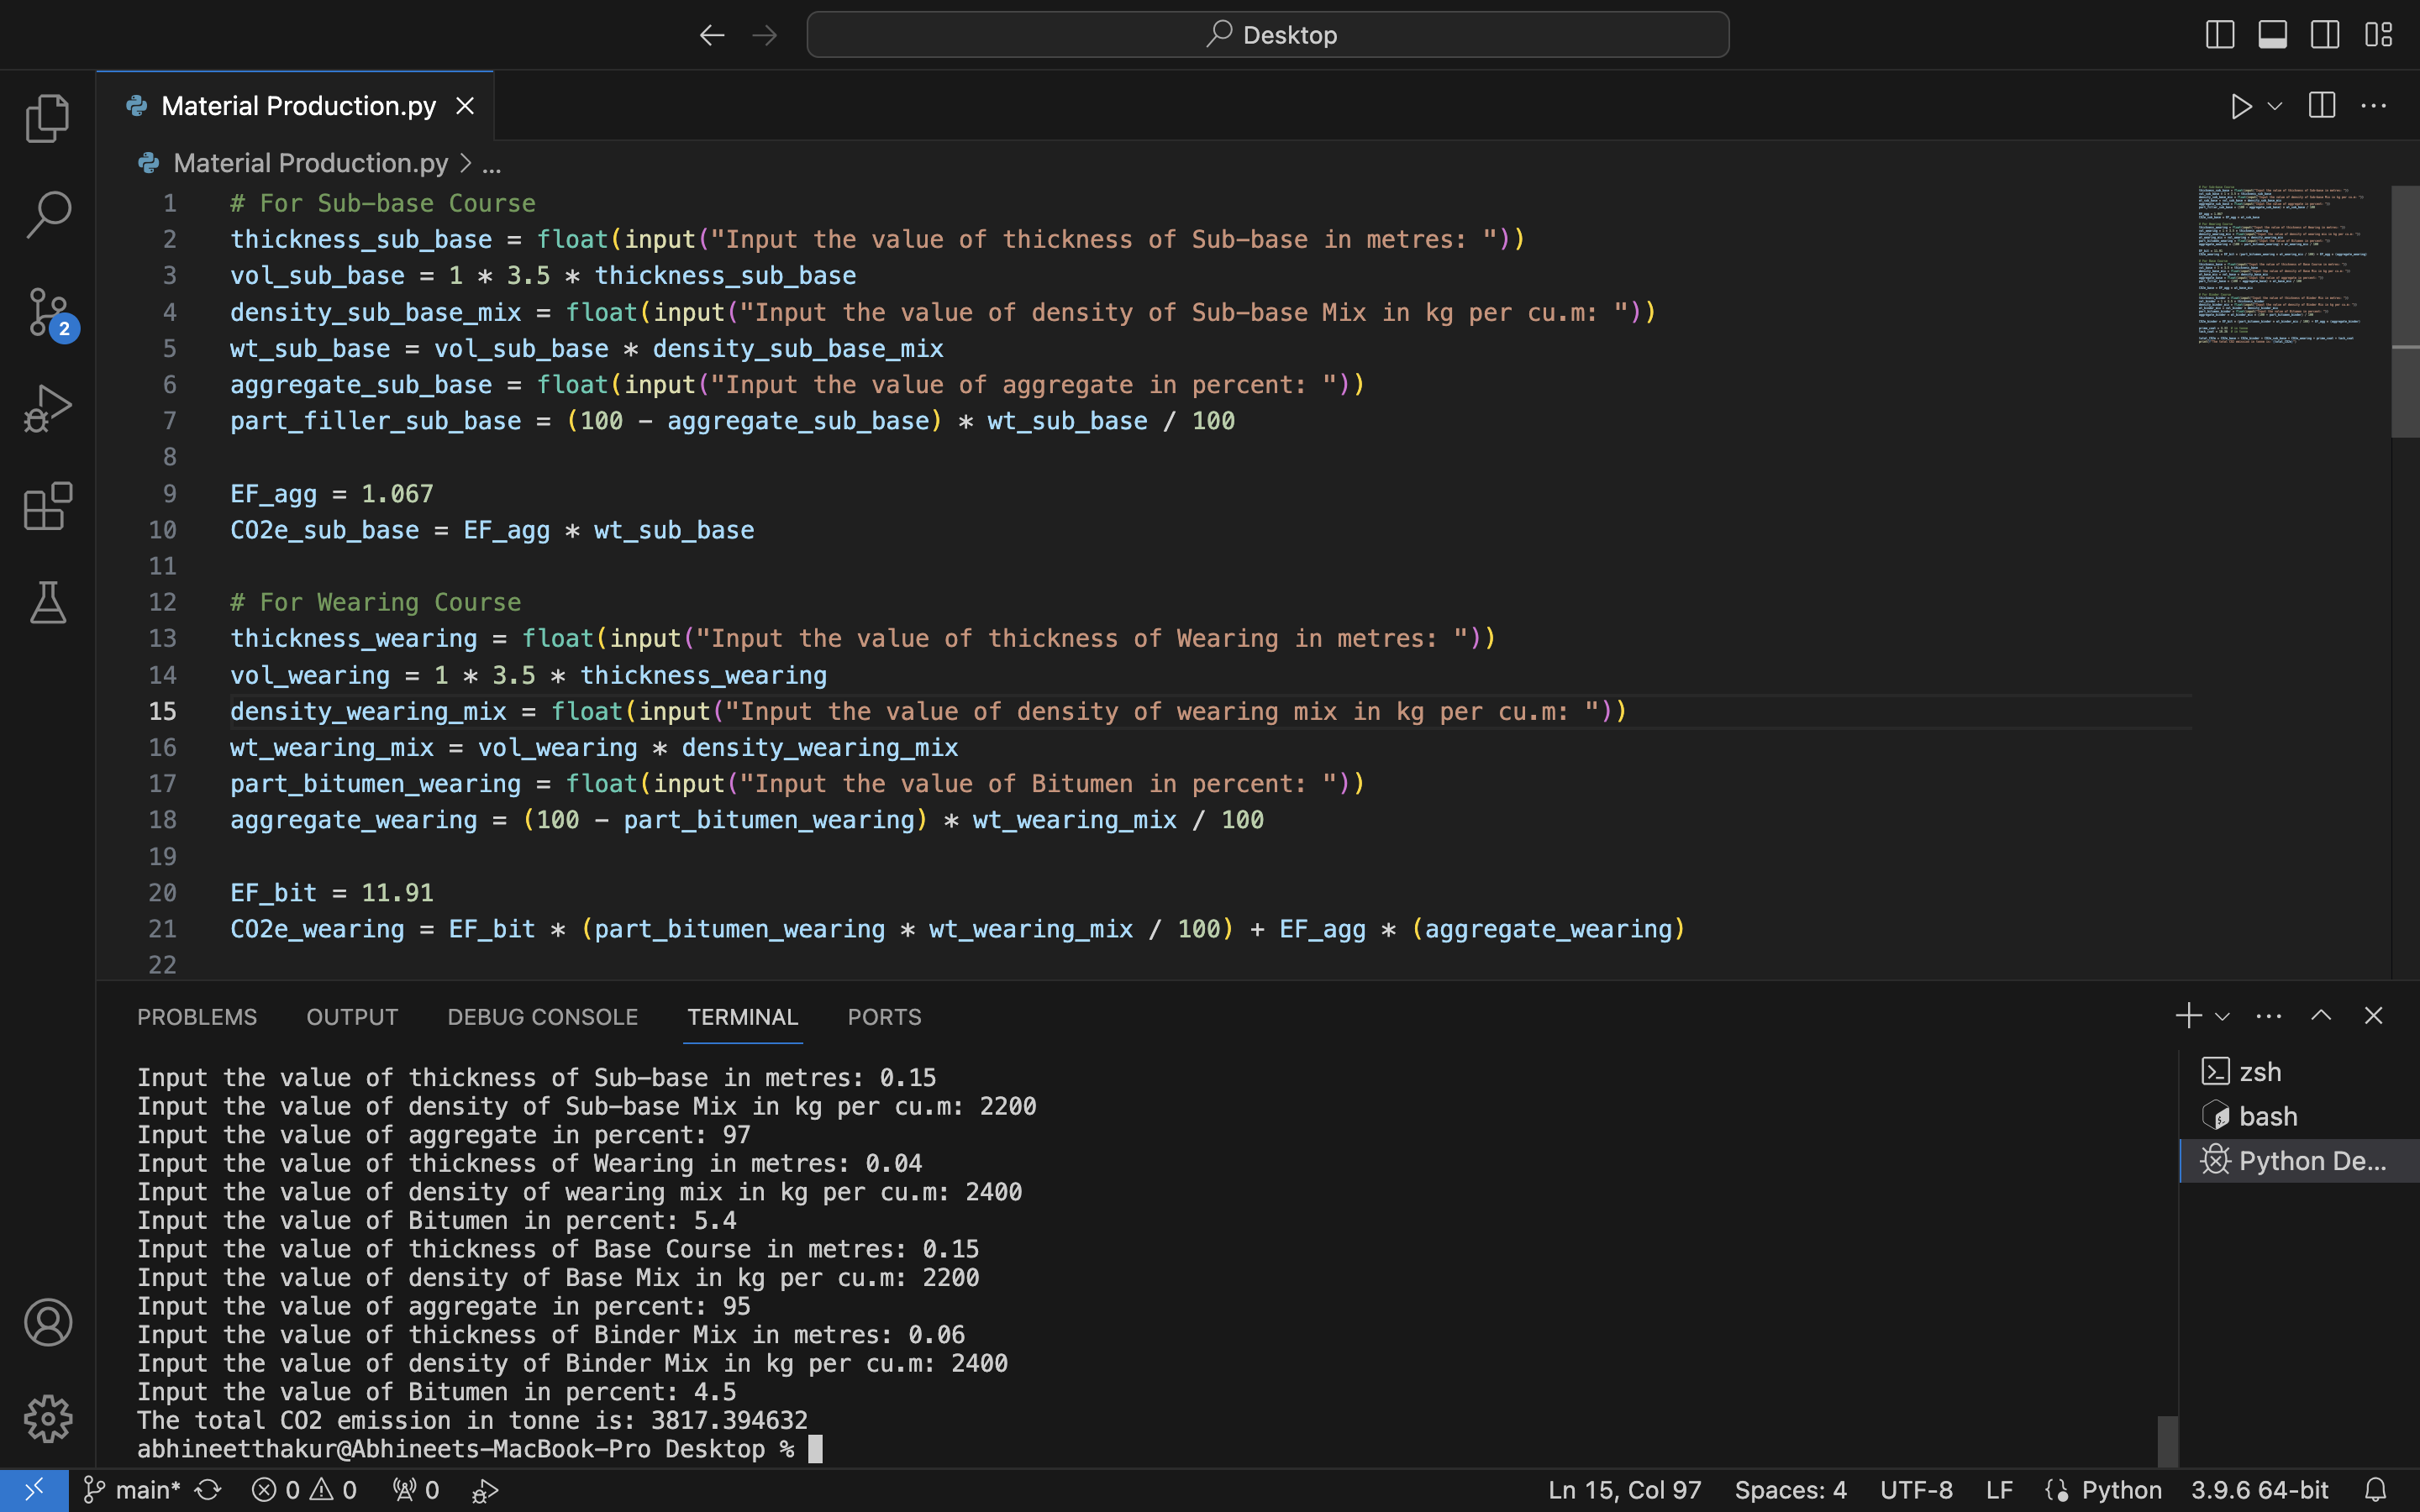 Desktop
Material Production.py
Material Production.py > ...
1 # For Sub-base Course
2 thickness_sub_base = float(input("Input the value of thickness of Sub-base in metres: "))
3 vol_sub_base = 1 * 3.5 * thickness_sub_base
4 density_sub_base_mix = float(input("Input the value of density of Sub-base Mix in kg per cu.m: "))
5 wt_sub_base = vol_sub_base * density_sub_base_mix
6 aggregate_sub_base = float(input("Input the value of aggregate in percent: "))
7 part_filler_sub_base = (100 - aggregate_sub_base) * wt_sub_base / 100
8
9 EF_agg = 1.067
10 CO2e_sub_base = EF_agg * wt_sub_base
11
12 # For Wearing Course
13 thickness_wearing = float(input("Input the value of thickness of Wearing in metres: "))
14 vol_wearing = 1 * 3.5 * thickness_wearing
15 density_wearing_mix = float(input("Input the value of density of wearing mix in kg per cu.m: "))
16 wt_wearing_mix = vol_wearing * density_wearing_mix
17 part_bitumen_wearing = float(input("Input the value of Bitumen in percent: "))
18 aggregate_wearing = (100 - part_bitumen_wearing) * wt_wearing_mix / 100
19
20 EF_bit = 11.91
21 CO2e_wearing = EF_bit * (part_bitumen_wearing * wt_wearing_mix / 100) + EF_agg * (aggregate_wearing)
22
2
PROBLEMS OUTPUT DEBUG CONSOLE TERMINAL PORTS
Input the value of thickness of Sub-base in metres: 0.15
Input the value of density of Sub-base Mix in kg per cu.m: 2200
Input the value of aggregate in percent: 97
Input the value of thickness of Wearing in metres: 0.04
Input the value of density of wearing mix in kg per cu.m: 2400
Input the value of Bitumen in percent: 5.4
Input the value of thickness of Base Course in metres: 0.15
Input the value of density of Base Mix in kg per cu.m: 2200
Input the value of aggregate in percent: 95
Input the value of thickness of Binder Mix in metres: 0.06
Input the value of density of Binder Mix in kg per cu.m: 2400
Input the value of Bitumen in percent: 4.5
The total CO2 emission in tonne is: 3817.394632
abhineetthakur@Abhineets-MacBook-Pro Desktop %
zsh
bash
Python De...
main* 0 0 0 Ln 15, Col 97 Spaces: 4 UTF-8 LF Python 3.9.6 64-bit